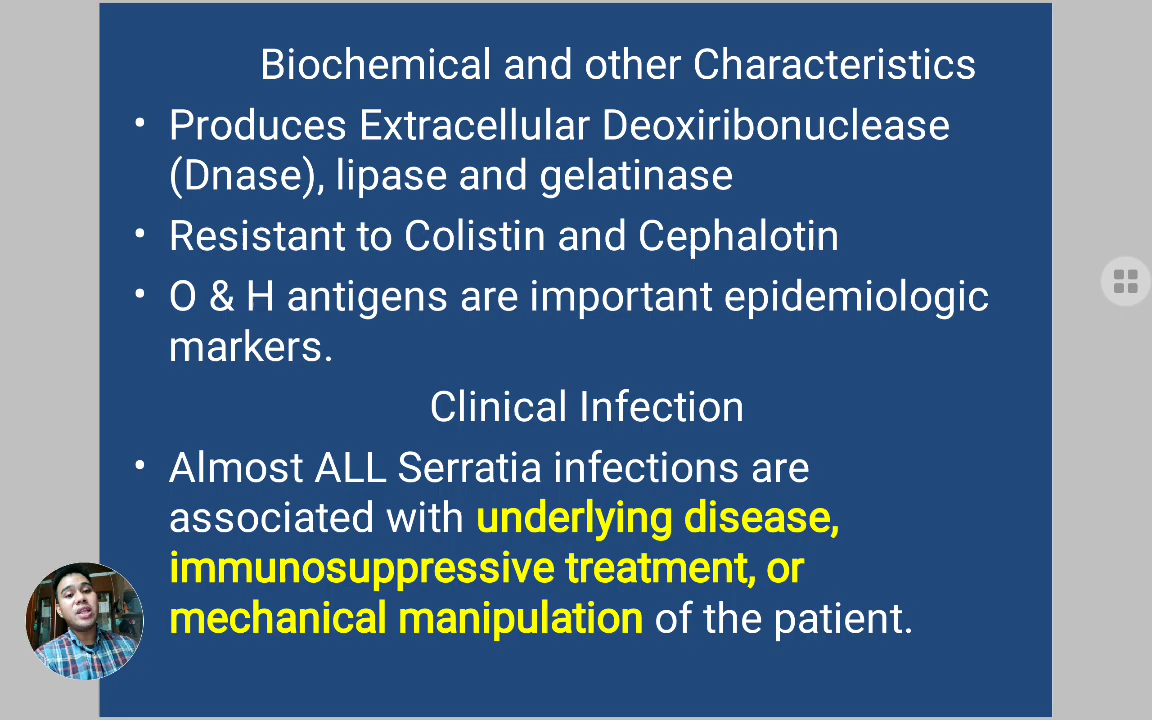 Biochemical and other Characteristics
• Produces Extracellular Deoxiribonuclease
(Dnase), lipase and gelatinase
• Resistant to Colistin and Cephalotin
• O & H antigens are important epidemiologic
markers.
Clinical Infection
• Almost ALL Serratia infections are
associated with underlying disease,
immunosuppressive treatment, or
mechanical manipulation of the patient.